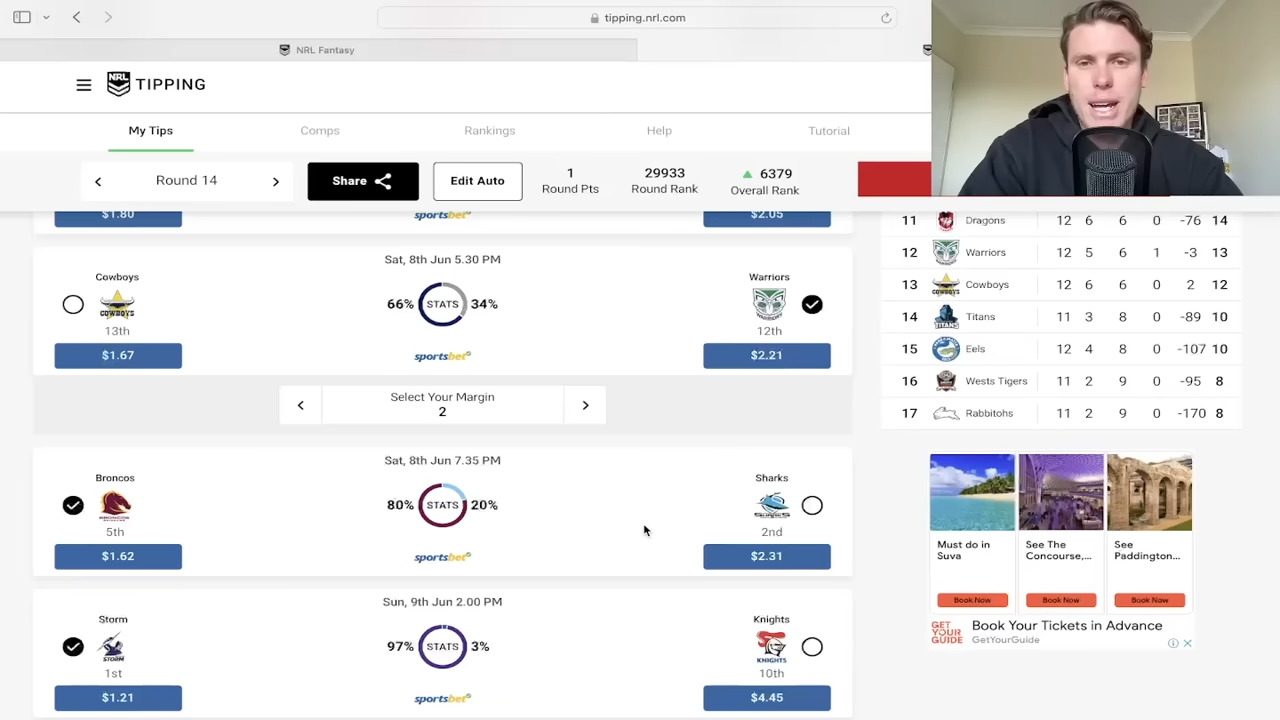 tipping.nrl.com
NRL Fantasy
NRL TIPPING
My Tips Comps Rankings Help Tutorial
Round 14
Share
Edit Auto
1
Round Pts
29933
Round Rank
6379
Overall Rank
$1.80 sportsbet $2.05
Sat, 8th Jun 5.30 PM
Cowboys
66% STATS 34%
Warriors
13th
12th
$1.67 sportsbet $2.21
Select Your Margin
2
Sat, 8th Jun 7.35 PM
Broncos
80% STATS 20%
Sharks
5th
2nd
$1.62 sportsbet $2.31
Sun, 9th Jun 2.00 PM
Storm
97% STATS 3%
Knights
1st
10th
$1.21 sportsbet $4.45
11 Dragons 12 6 6 0 -76 14
12 Warriors 12 5 6 1 -3 13
13 Cowboys 12 6 6 0 2 12
14 Titans 11 3 8 0 -89 10
15 Eels 12 4 8 0 -107 10
16 Wests Tigers 11 2 9 0 -95 8
17 Rabbitohs 11 2 9 0 -170 8
Must do in
Suva
Book Now
See The
Concourse,...
Book Now
See
Paddington...
Book Now
GET
YOUR
GUIDE
Book Your Tickets in Advance
GetYourGuide